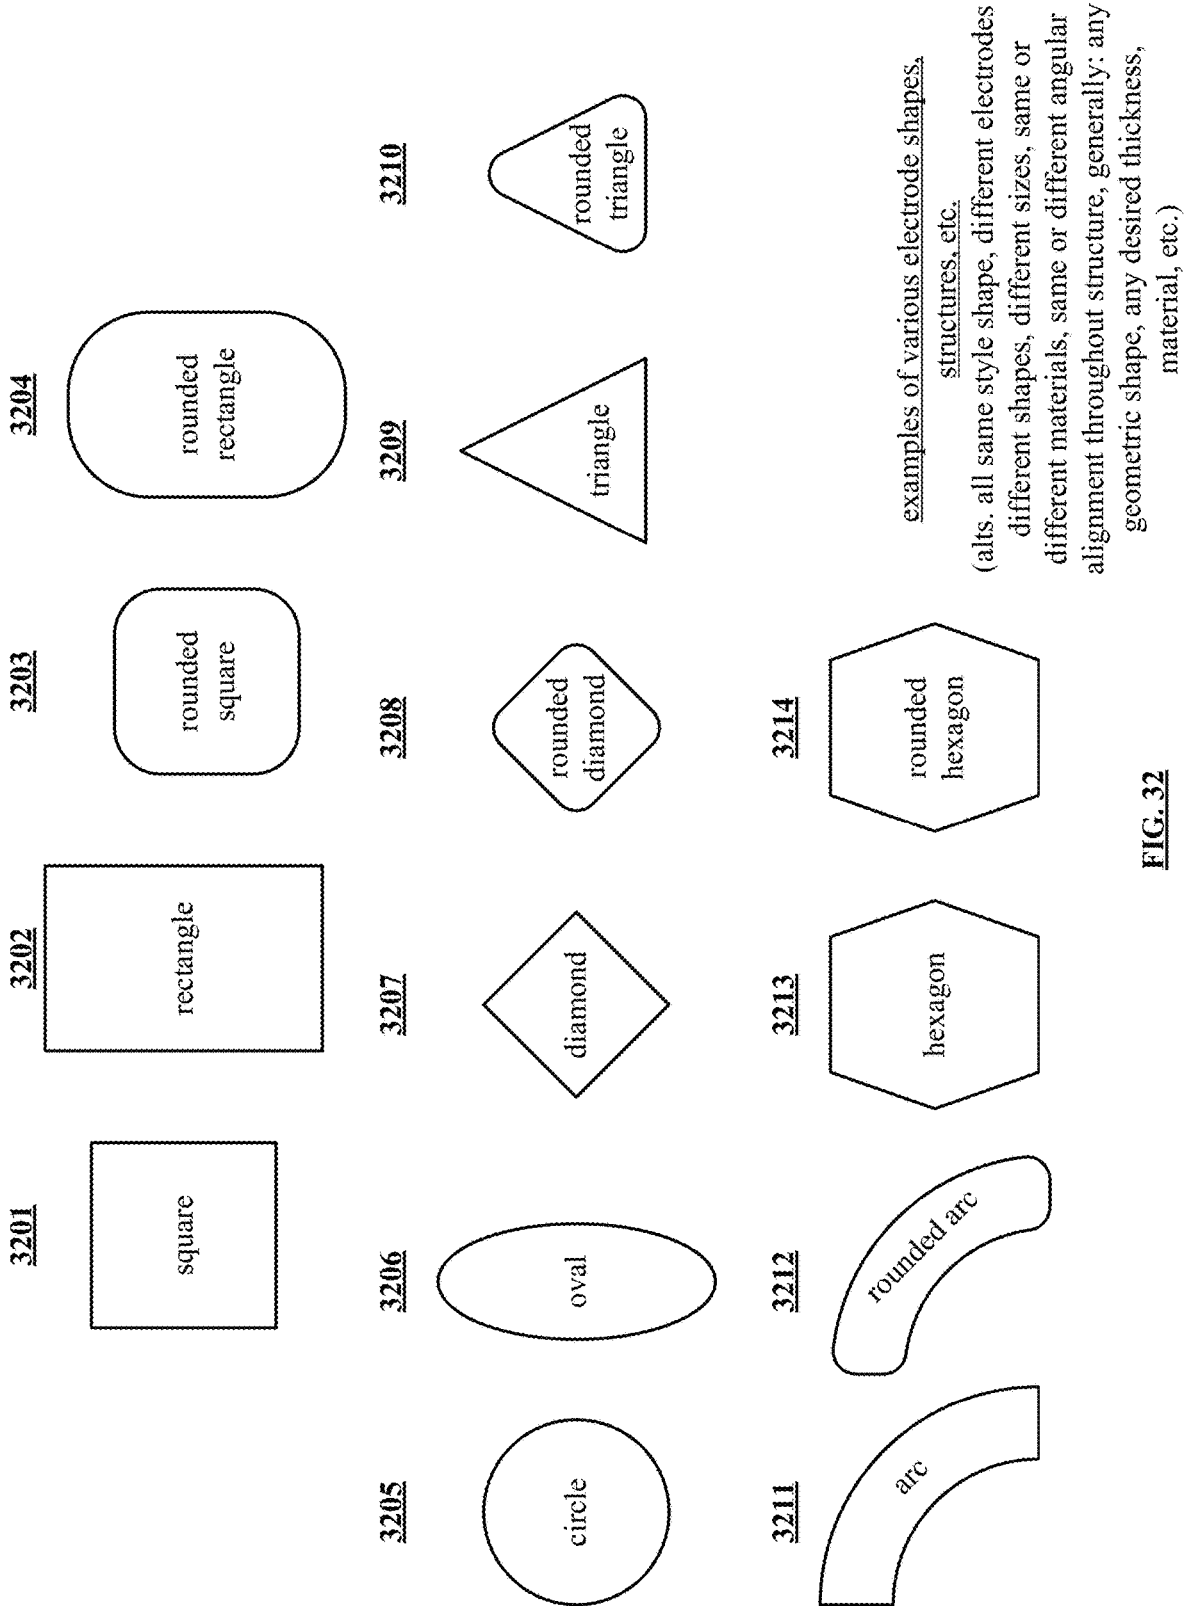 3201
square
3202
rectangle
3203
rounded
square
3204
rounded
rectangle
3205
circle
3206
oval
3207
diamond
3208
rounded
diamond
3209
triangle
3210
rounded
triangle
3211
arc
3212
rounded arc
3213
hexagon
3214
rounded
hexagon
examples of various electrode shapes,
structures, etc.
(alts. all same style shape, different electrodes
different shapes, different sizes, same or
different materials, same or different angular
alignment throughout structure, generally: any
geometric shape, any desired thickness,
material, etc.)
FIG. 32